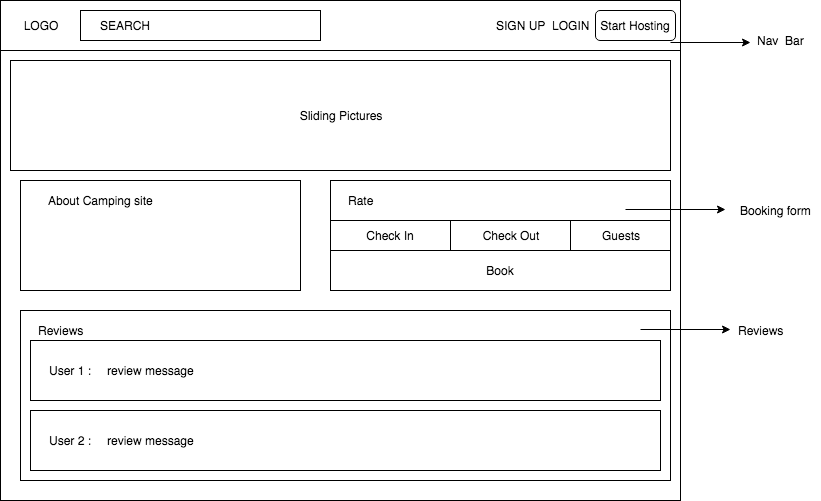 LOGO
SEARCH
SIGN UP LOGIN
Start Hosting
Nav Bar
Sliding Pictures
About Camping site
Rate
Booking form
Check In
Check Out
Guests
Book
Reviews
Reviews
User 1 : review message
User 2 : review message